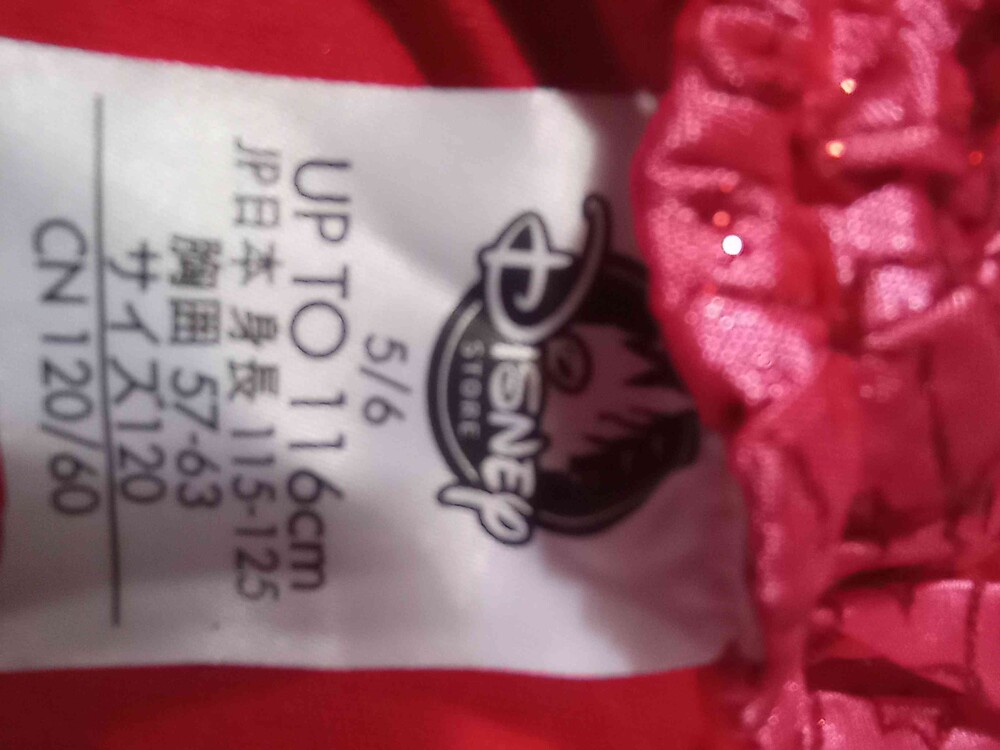 DISNEY
STORE
5/6
UP TO 116cm
JP日本 身長 115-125
胸囲 57-63
サイズ120
CN 120/60